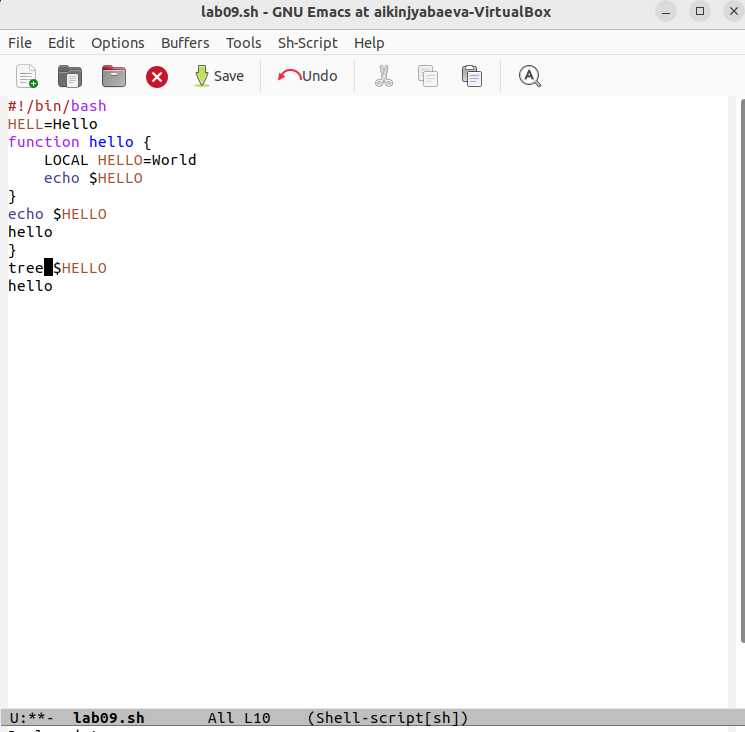 lab09.sh - GNU Emacs at aikinjyabaeva-VirtualBox
File Edit Options Buffers Tools Sh-Script Help
Save Undo
#!/bin/bash
HELL=Hello
function hello {
    LOCAL HELLO=World
    echo $HELLO
}
echo $HELLO
hello
}
tree $HELLO
hello
U:**-  lab09.sh       All L10    (Shell-script[sh])